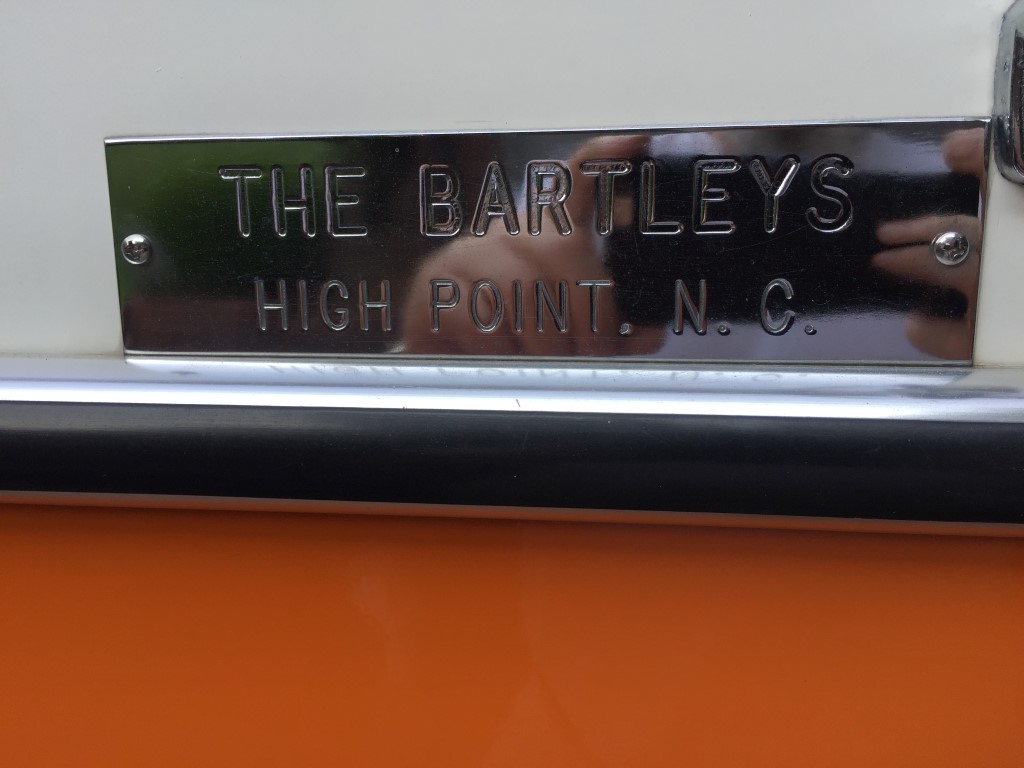 THE BARTLEYS
HIGH POINT, N. C.